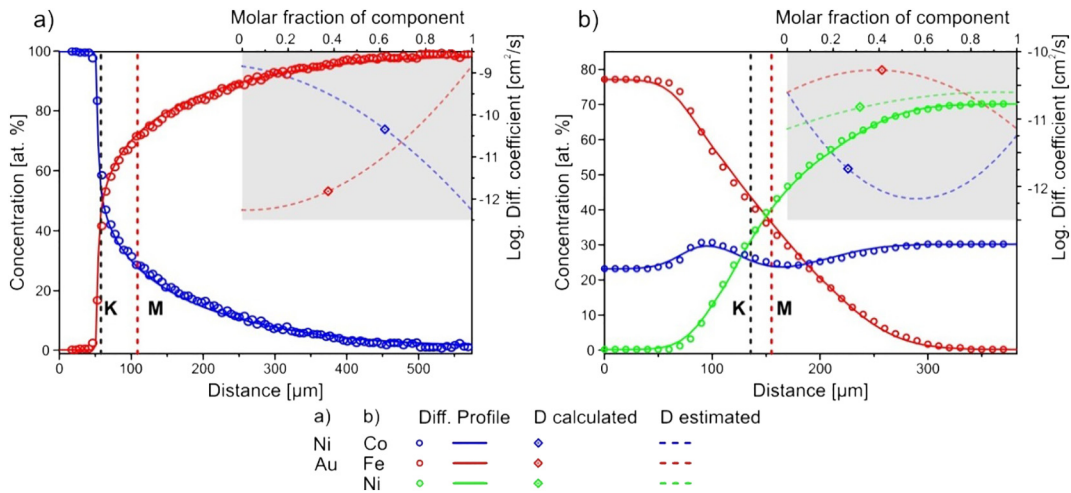 a)
Molar fraction of component
0 0.2 0.4 0.6 0.8 1
100
80
60
40
20
0
Concentration [at. %]
K M
-9
-10
-11
-12
Log. Diff. coefficient [cm²/s]
0 100 200 300 400 500
Distance [µm]
b)
Molar fraction of component
0 0.2 0.4 0.6 0.8 1
80
70
60
50
40
30
20
10
0
Concentration [at. %]
K M
-10.2
-11
-12
Log. Diff. coefficient [cm²/s]
0 100 200 300
Distance [µm]
a) b) Diff. Profile D calculated D estimated
Ni Co
Au Fe
Ni